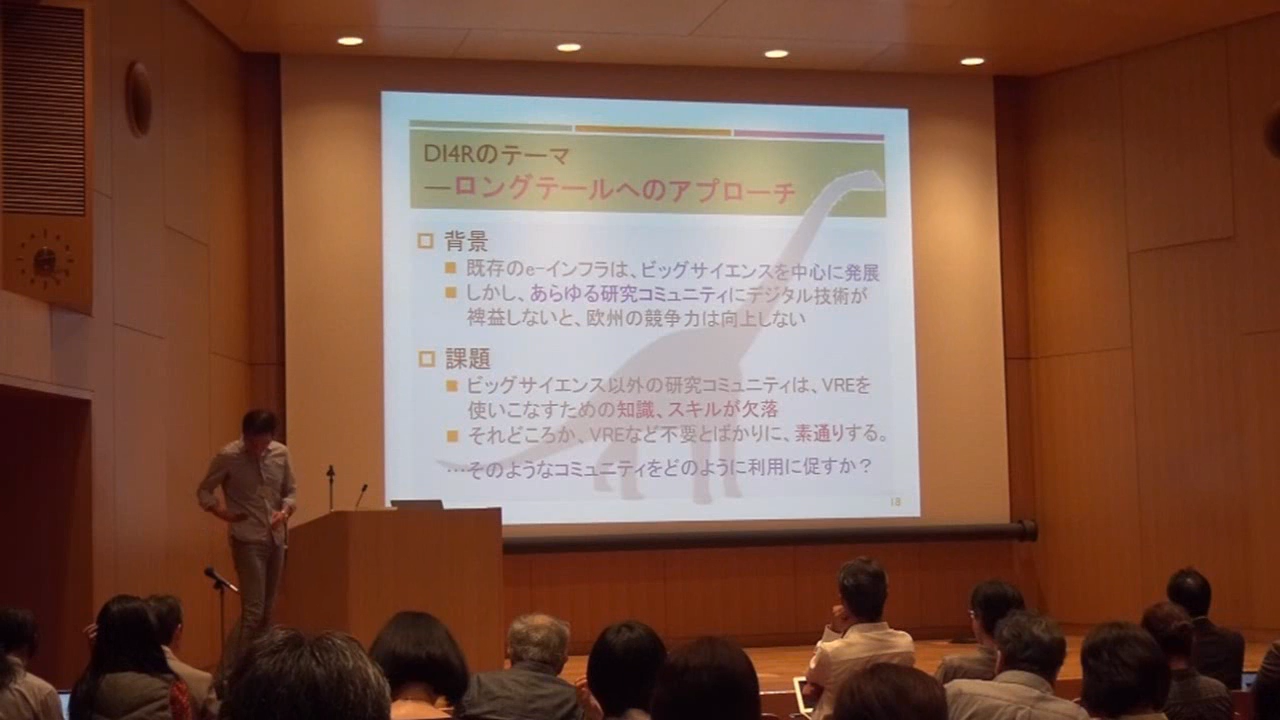 DI4Rのテーマ
―ロングテールへのアプローチ
背景
既存のe-インフラは、ビッグサイエンスを中心に発展
しかし、あらゆる研究コミュニティにデジタル技術が
裨益しないと、欧州の競争力は向上しない
課題
ビッグサイエンス以外の研究コミュニティは、VREを
使いこなすための知識、スキルが欠落
それどころか、VREなど不要とばかりに、素通りする。
…そのようなコミュニティをどのように利用に促すか？
18